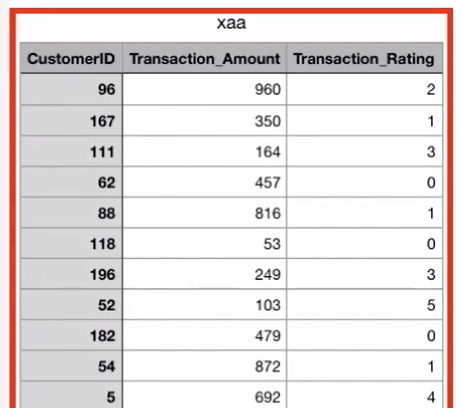 xaa
CustomerID Transaction_Amount Transaction_Rating
96 960 2
167 350 1
111 164 3
62 457 0
88 816 1
118 53 0
196 249 3
52 103 5
182 479 0
54 872 1
5 692 4